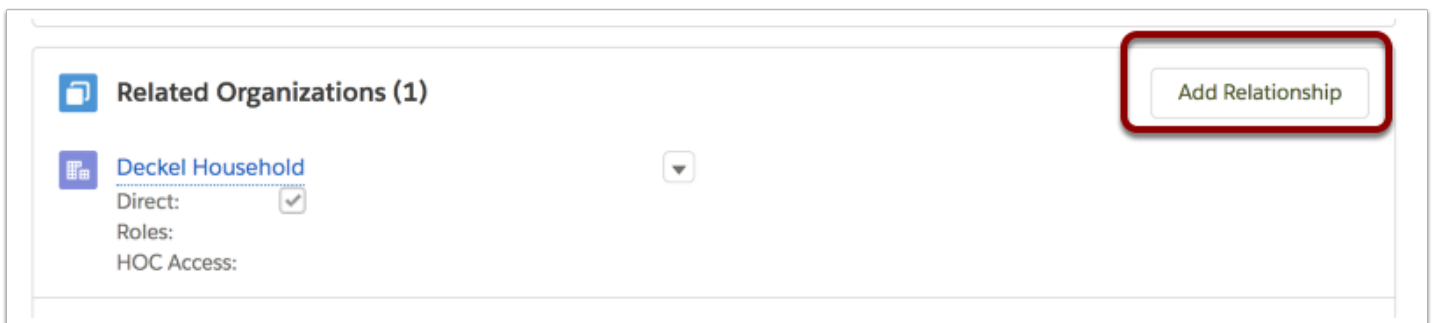 Related Organizations (1)
Add Relationship
Deckel Household
Direct:
Roles:
HOC Access: